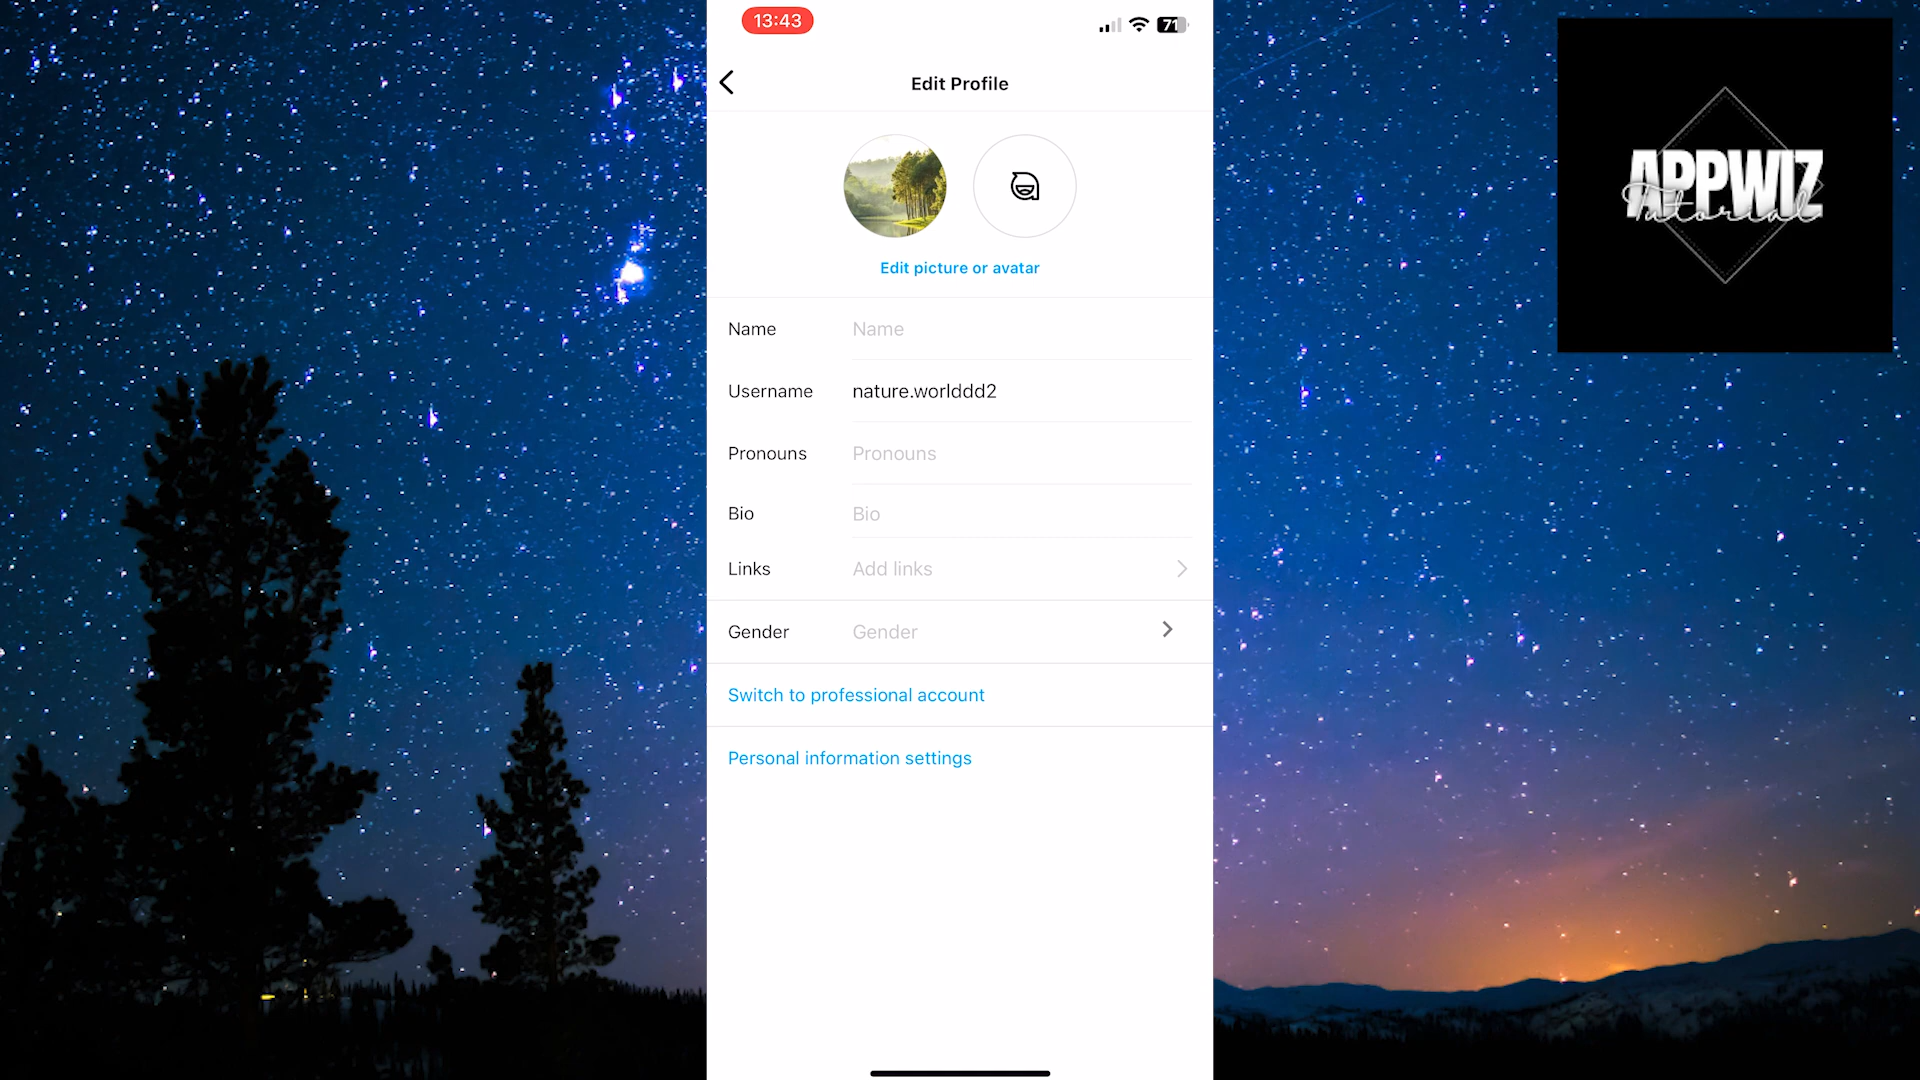 13:43
71
Edit Profile
APPWIZ
Tutorial
Edit picture or avatar
Name Name
Username nature.worlddd2
Pronouns Pronouns
Bio Bio
Links Add links
Gender Gender
Switch to professional account
Personal information settings